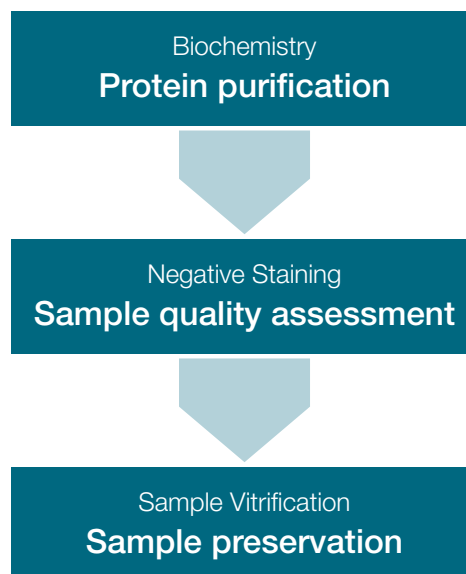 Biochemistry
Protein purification
Negative Staining
Sample quality assessment
Sample Vitrification
Sample preservation